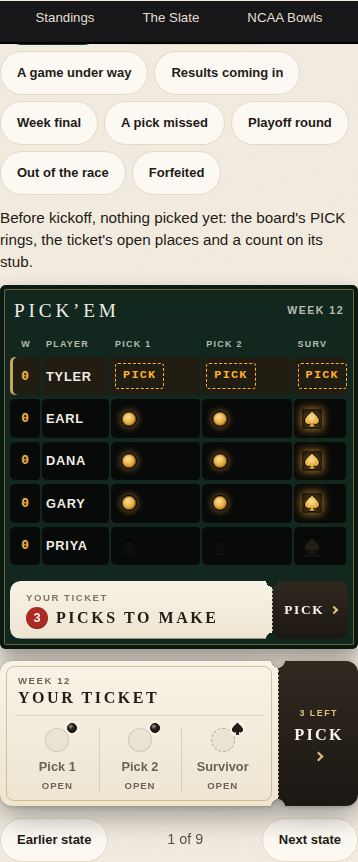 Standings The Slate NCAA Bowls
A game under way Results coming in
Week final A pick missed Playoff round
Out of the race Forfeited
Before kickoff, nothing picked yet: the board's PICK
rings, the ticket's open places and a count on its
stub.
PICK'EM WEEK 12
W PLAYER PICK 1 PICK 2 SURV
0 TYLER PICK PICK PICK
0 EARL
0 DANA
0 GARY
0 PRIYA
YOUR TICKET
3 PICKS TO MAKE PICK
WEEK 12
YOUR TICKET
3 LEFT
PICK
Pick 1 Pick 2 Survivor
OPEN OPEN OPEN
Earlier state 1 of 9 Next state